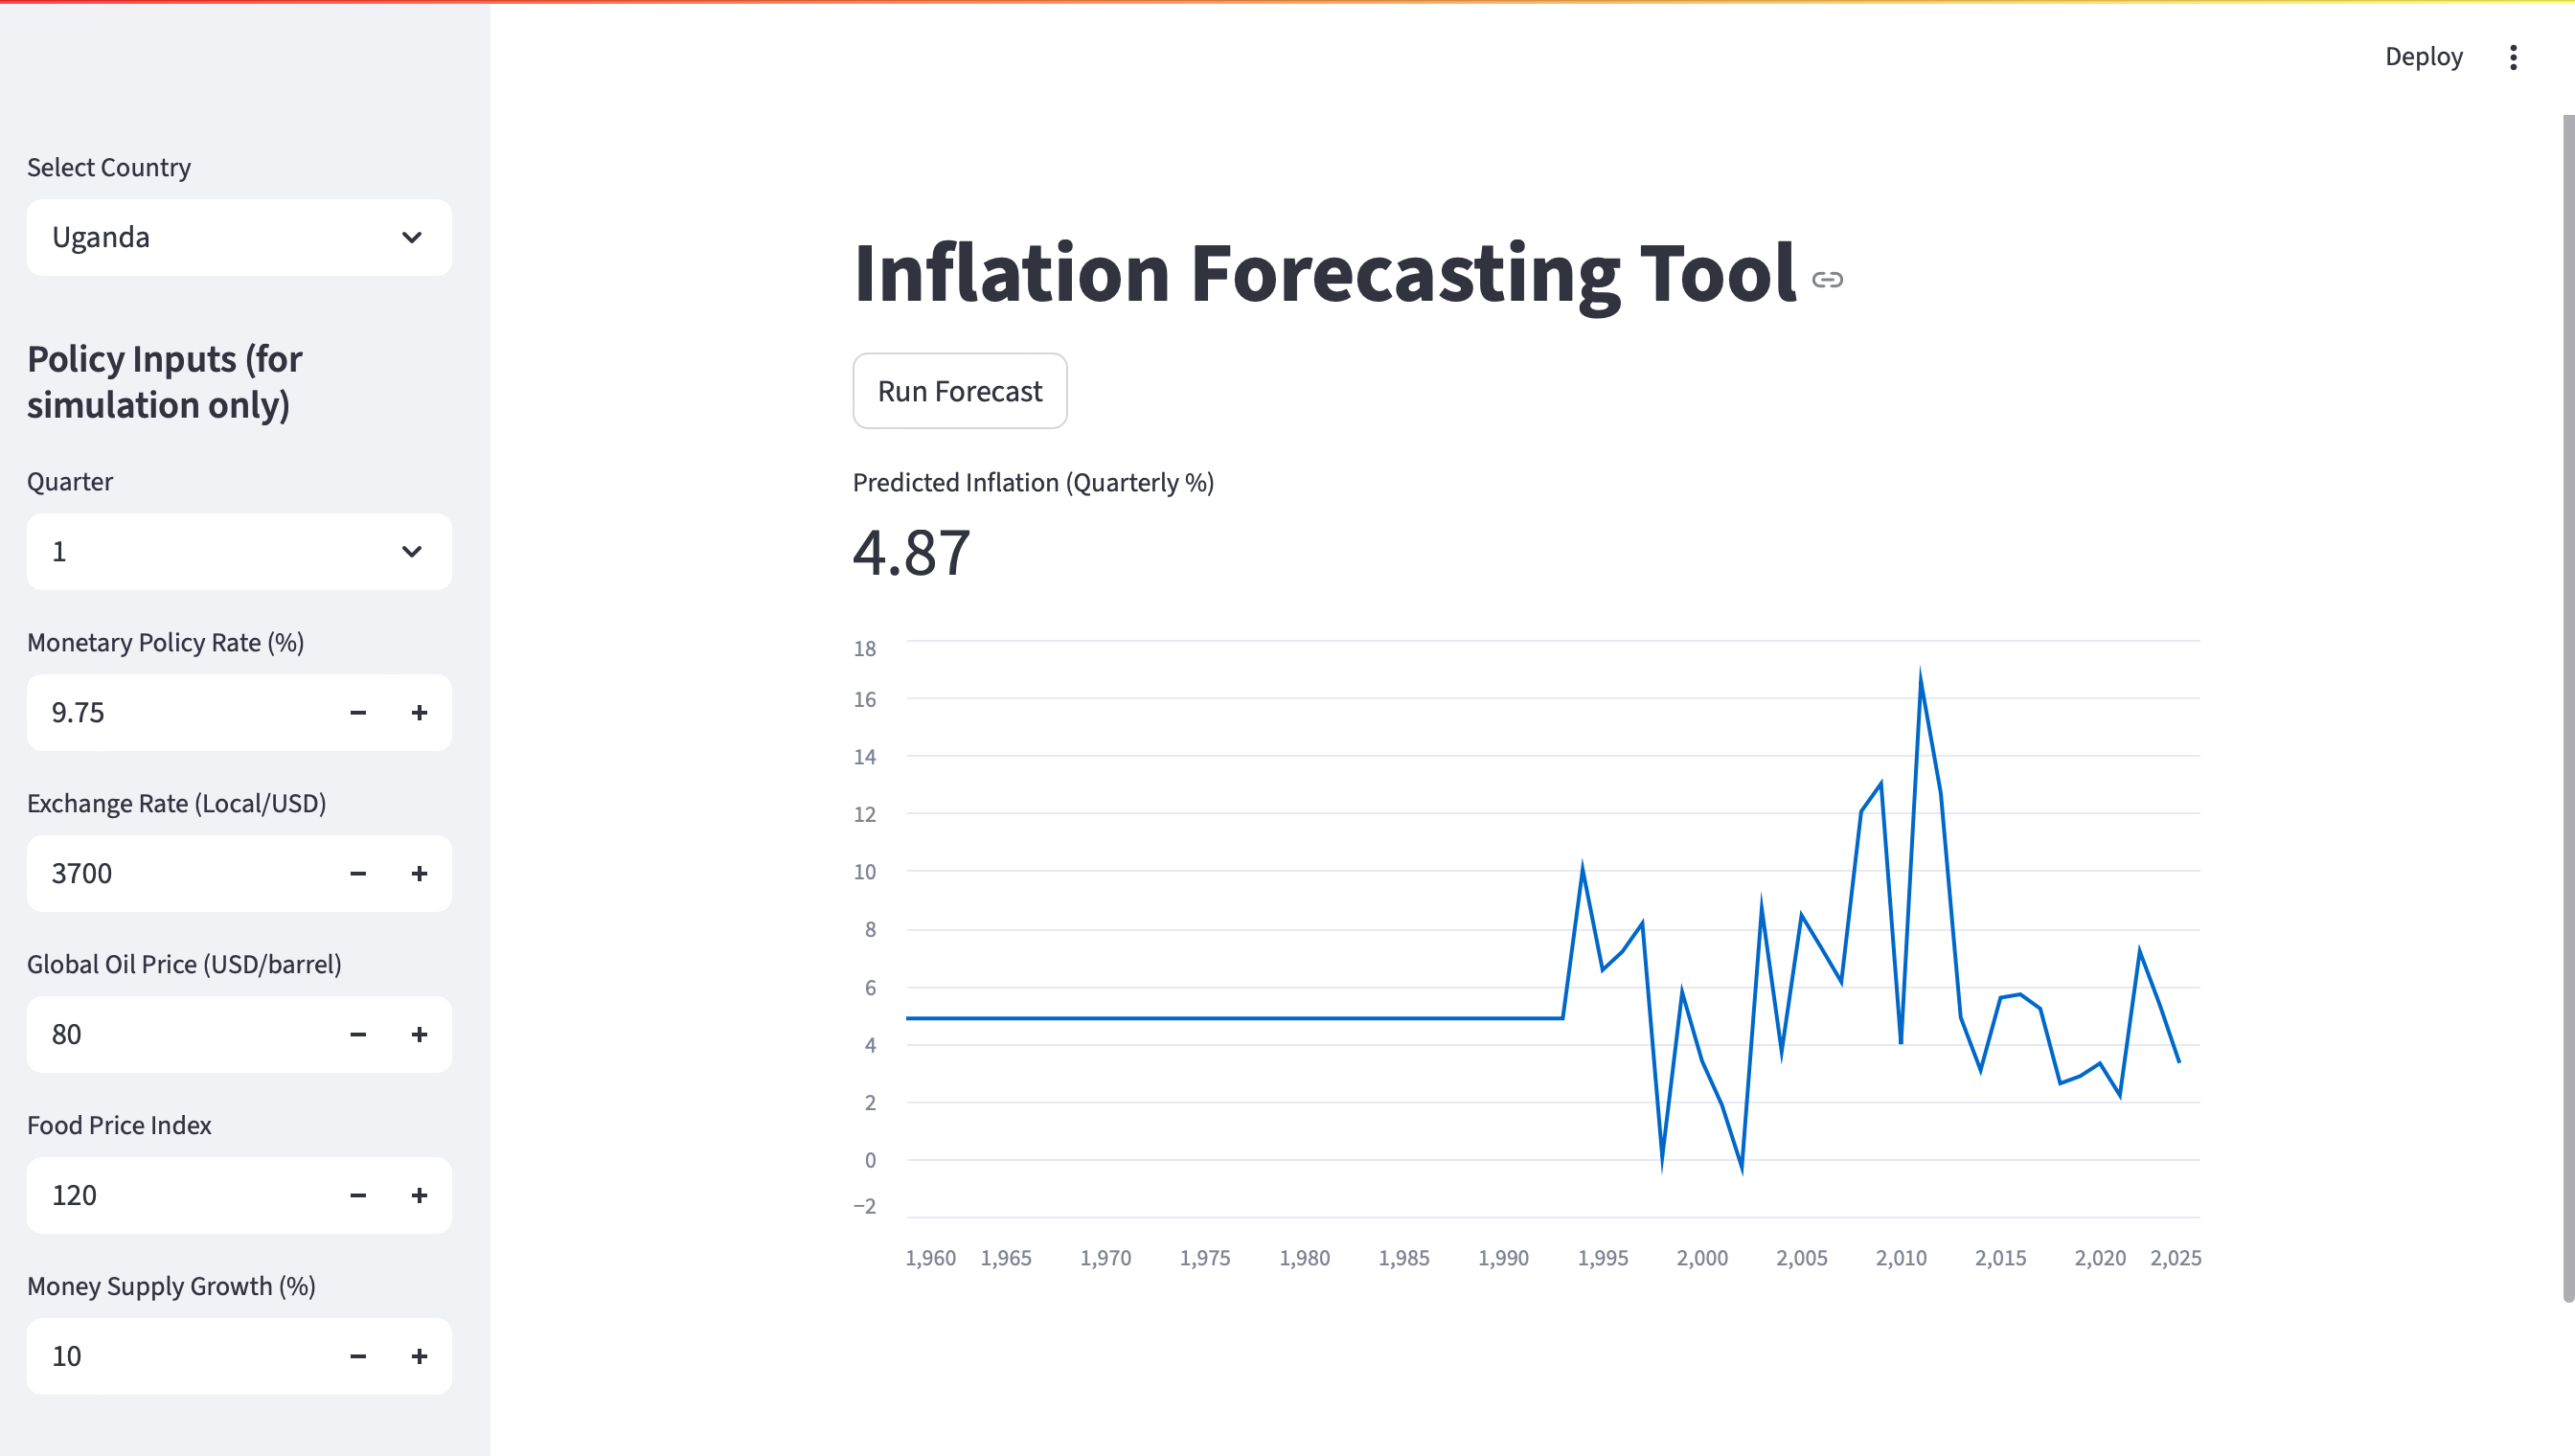 Deploy
Select Country
Uganda
Policy Inputs (for
simulation only)
Quarter
1
Monetary Policy Rate (%)
9.75
Exchange Rate (Local/USD)
3700
Global Oil Price (USD/barrel)
80
Food Price Index
120
Money Supply Growth (%)
10
Inflation Forecasting Tool
Run Forecast
Predicted Inflation (Quarterly %)
4.87
18
16
14
12
10
8
6
4
2
0
−2
1,960 1,965 1,970 1,975 1,980 1,985 1,990 1,995 2,000 2,005 2,010 2,015 2,020 2,025